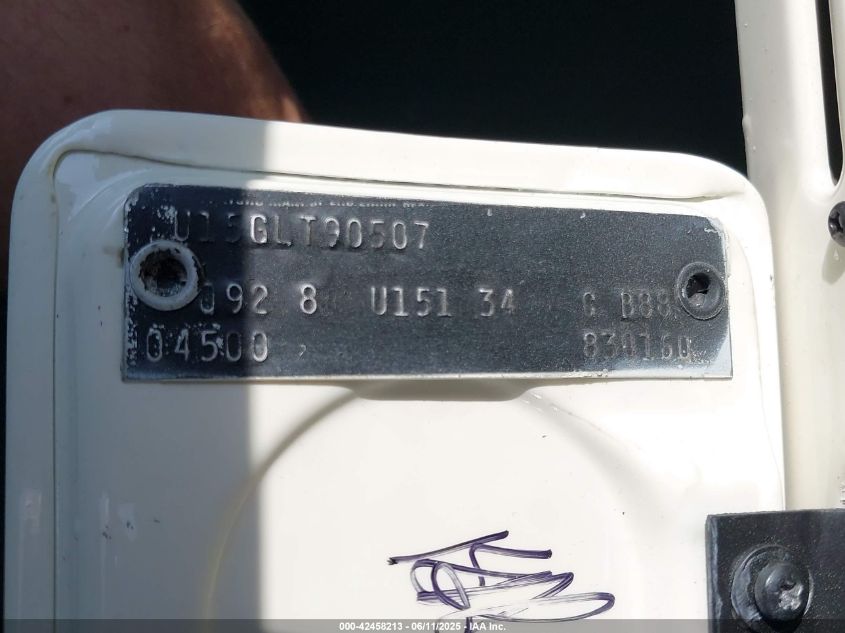 U15GLT90507
092 8 U151 34 G B88
04500 830160
000-42458213 - 06/11/2025 - IAA Inc.